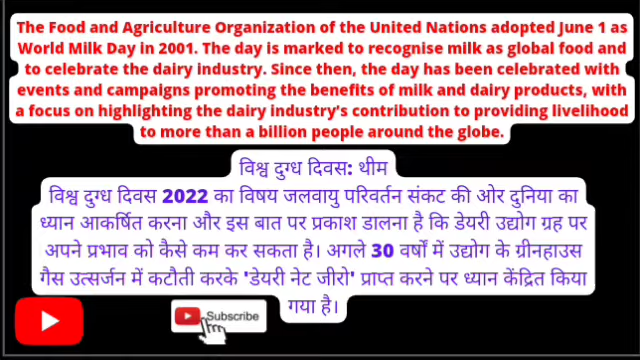 The Food and Agriculture Organization of the United Nations adopted June 1 as
World Milk Day in 2001. The day is marked to recognise milk as global food and
to celebrate the dairy industry. Since then, the day has been celebrated with
events and campaigns promoting the benefits of milk and dairy products, with
a focus on highlighting the dairy industry's contribution to providing livelihood
to more than a billion people around the globe.
विश्व दुग्ध दिवस: थीम
विश्व दुग्ध दिवस 2022 का विषय जलवायु परिवर्तन संकट की ओर दुनिया का
ध्यान आकर्षित करना और इस बात पर प्रकाश डालना है कि डेयरी उद्योग ग्रह पर
अपने प्रभाव को कैसे कम कर सकता है। अगले 30 वर्षों में उद्योग के ग्रीनहाउस
गैस उत्सर्जन में कटौती करके 'डेयरी नेट जीरो' प्राप्त करने पर ध्यान केंद्रित किया
गया है।
Subscribe